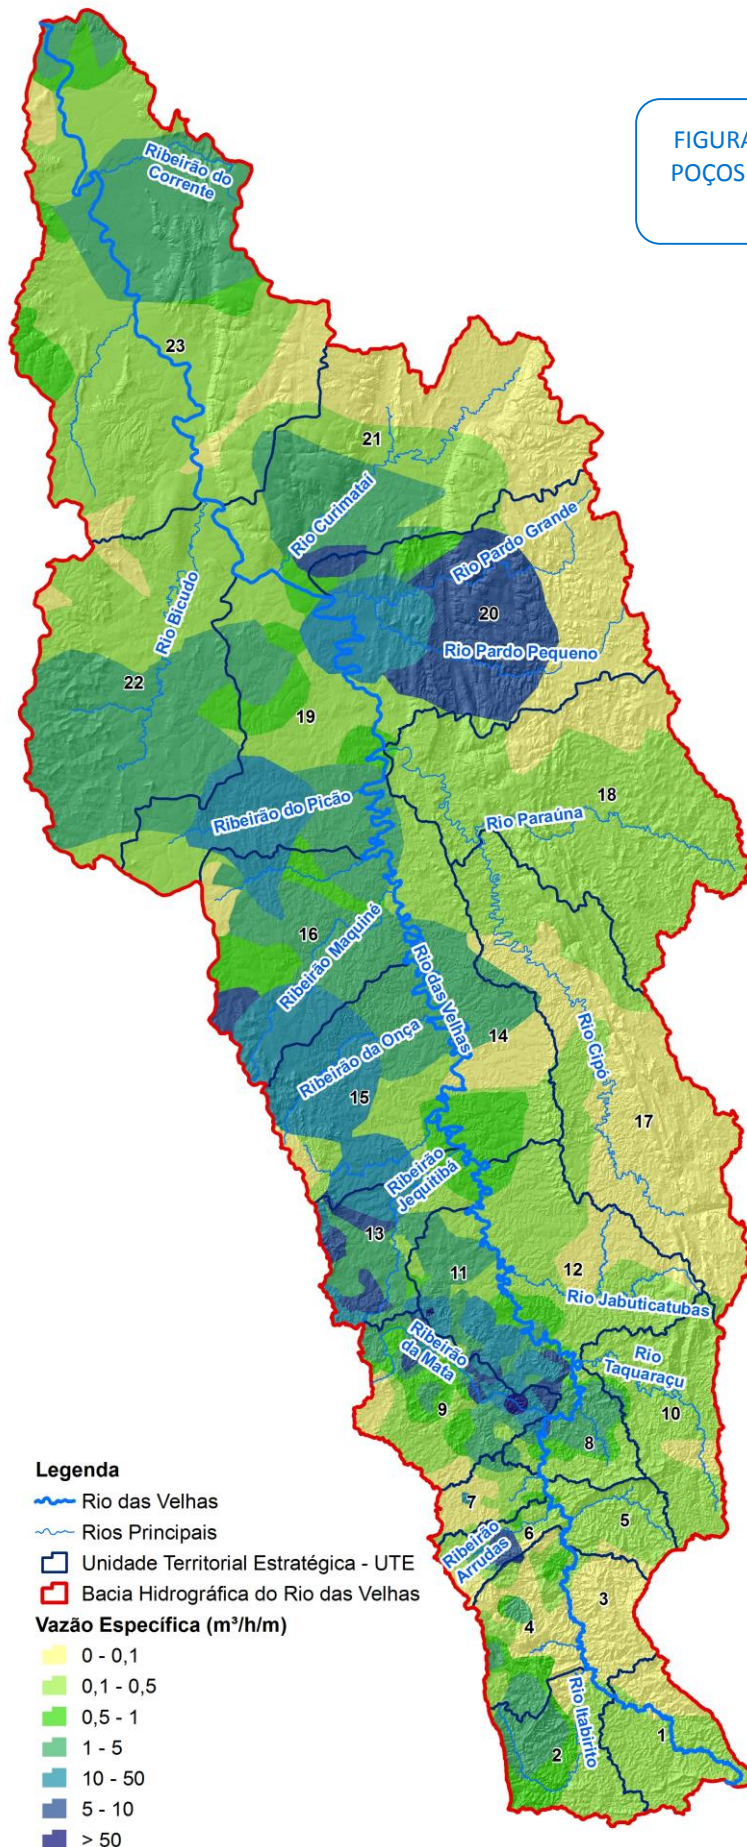 FIGURA
POÇOS
Ribeirão do
Corrente
23
21
Rio Curimataí
Rio Pardo Grande
20
Rio Bicudo
Rio Pardo Pequeno
22
19
Ribeirão do Picão
18
Rio Paraúna
16
Ribeirão Maquiné
Rio das Velhas
14
Ribeirão da Onça
Rio Cipó
15
17
Ribeirão
Jequitibá
13
11
12
Rio Jabuticatubas
Ribeirão
da Mata
Rio
Taquaraçu
9
10
8
7
5
6
Ribeirão
Arrudas
3
4
Rio Itabirito
1
2
Legenda
Rio das Velhas
Rios Principais
Unidade Territorial Estratégica - UTE
Bacia Hidrográfica do Rio das Velhas
Vazão Específica (m³/h/m)
0 - 0,1
0,1 - 0,5
0,5 - 1
1 - 5
10 - 50
5 - 10
> 50